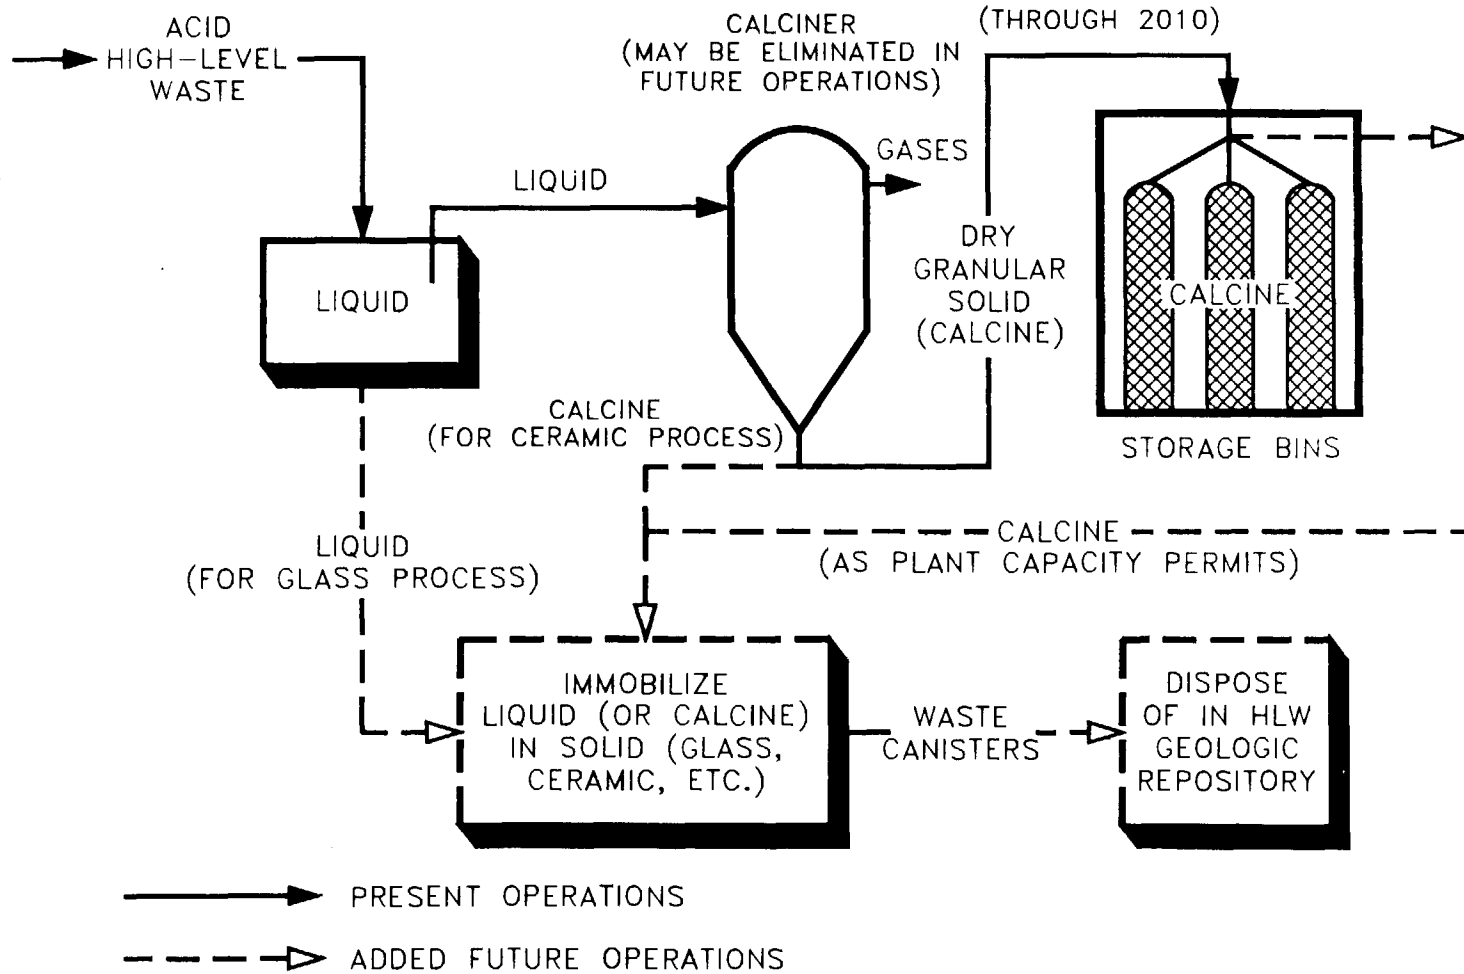 ACID
HIGH-LEVEL
WASTE
CALCINER
(MAY BE ELIMINATED IN
FUTURE OPERATIONS)
(THROUGH 2010)
LIQUID
GASES
LIQUID
DRY
GRANULAR
SOLID
(CALCINE)
CALCINE
STORAGE BINS
CALCINE
(FOR CERAMIC PROCESS)
LIQUID
(FOR GLASS PROCESS)
CALCINE
(AS PLANT CAPACITY PERMITS)
IMMOBILIZE
LIQUID (OR CALCINE)
IN SOLID (GLASS,
CERAMIC, ETC.)
WASTE
CANISTERS
DISPOSE
OF IN HLW
GEOLOGIC
REPOSITORY
PRESENT OPERATIONS
ADDED FUTURE OPERATIONS